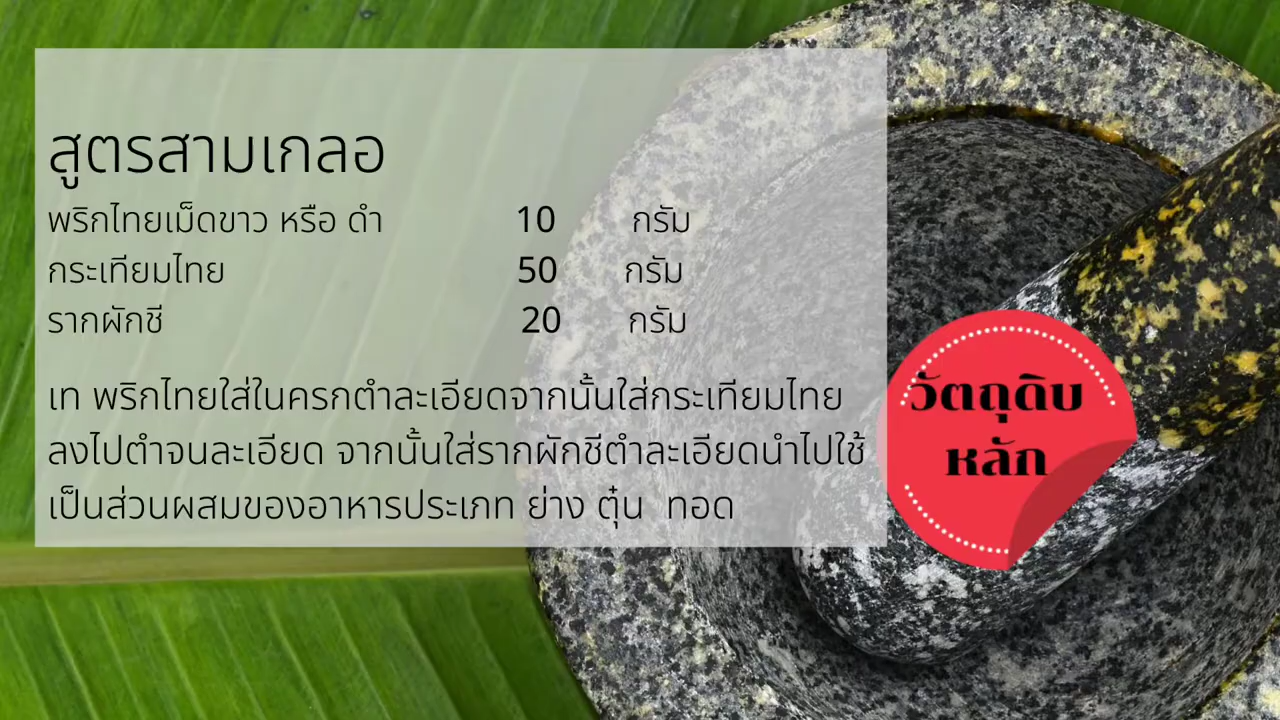 สูตรสามเกลอ
พริกไทยเม็ดขาว หรือ ดำ 10 กรัม
กระเทียมไทย 50 กรัม
รากผักชี 20 กรัม
เท พริกไทยใส่ในครกตำละเอียดจากนั้นใส่กระเทียมไทย
ลงไปตำจนละเอียด จากนั้นใส่รากผักชีตำละเอียดนำไปใช้
เป็นส่วนผสมของอาหารประเภท ย่าง ตุ๋น ทอด
วัตถุดิบ
หลัก